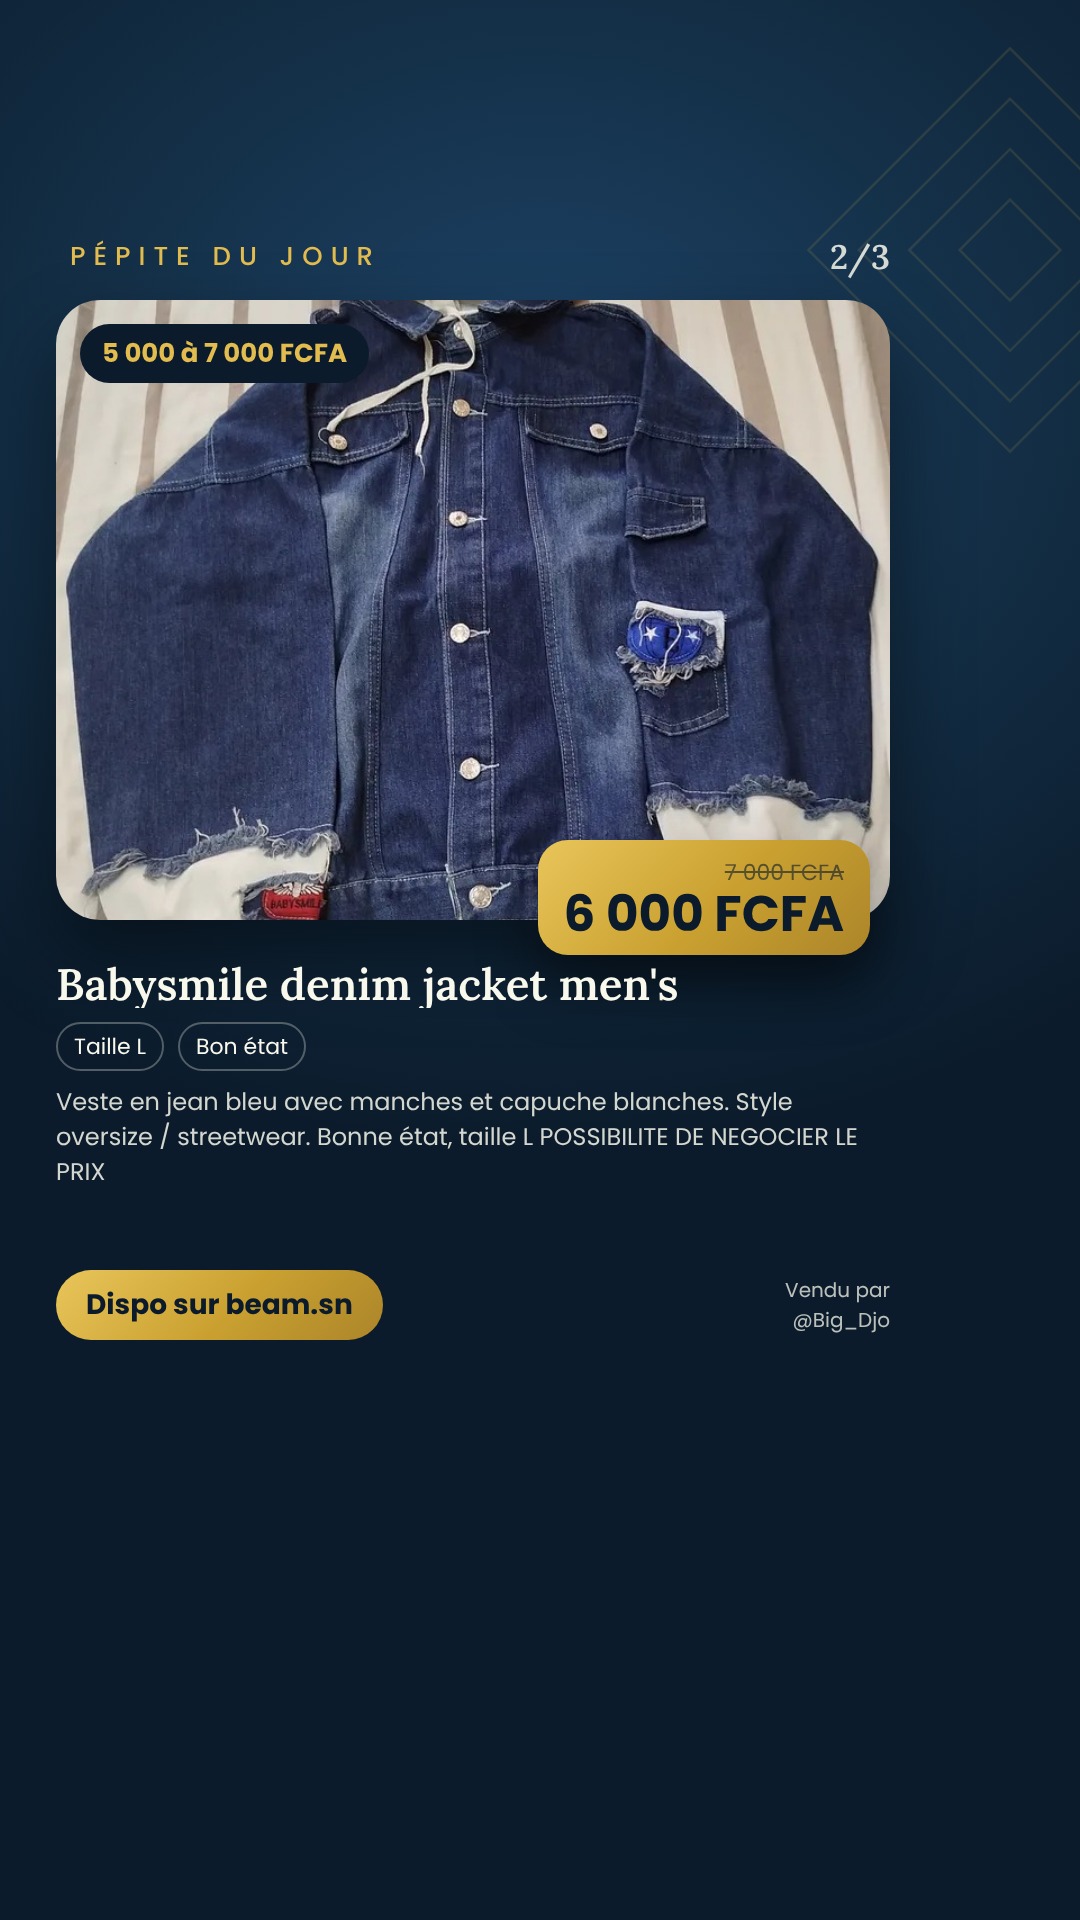 PÉPITE DU JOUR
2/3
5 000 à 7 000 FCFA
BABYSMILE
7 000 FCFA
6 000 FCFA
Babysmile denim jacket men's
Taille L
Bon état
Veste en jean bleu avec manches et capuche blanches. Style
oversize / streetwear. Bonne état, taille L POSSIBILITE DE NEGOCIER LE
PRIX
Dispo sur beam.sn
Vendu par
@Big_Djo